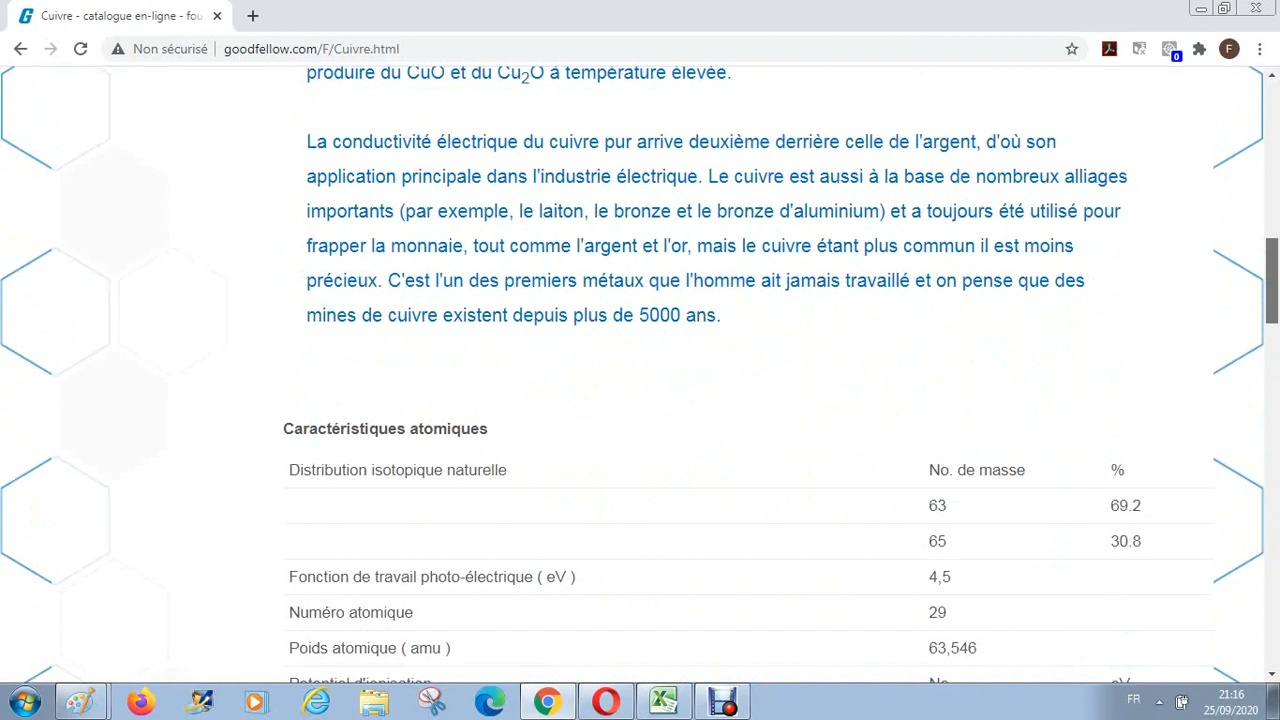 Cuivre - catalogue en-ligne - fou
Non sécurisé goodfellow.com/F/Cuivre.html
F
0
produire du CuO et du Cu2O à température élevée.
La conductivité électrique du cuivre pur arrive deuxième derrière celle de l'argent, d'où son
application principale dans l'industrie électrique. Le cuivre est aussi à la base de nombreux alliages
importants (par exemple, le laiton, le bronze et le bronze d'aluminium) et a toujours été utilisé pour
frapper la monnaie, tout comme l'argent et l'or, mais le cuivre étant plus commun il est moins
précieux. C'est l'un des premiers métaux que l'homme ait jamais travaillé et on pense que des
mines de cuivre existent depuis plus de 5000 ans.
Caractéristiques atomiques
Distribution isotopique naturelle No. de masse %
63 69.2
65 30.8
Fonction de travail photo-électrique ( eV ) 4,5
Numéro atomique 29
Poids atomique ( amu ) 63,546
Potentiel d'ionisation No. eV
FR 21:16
25/09/2020